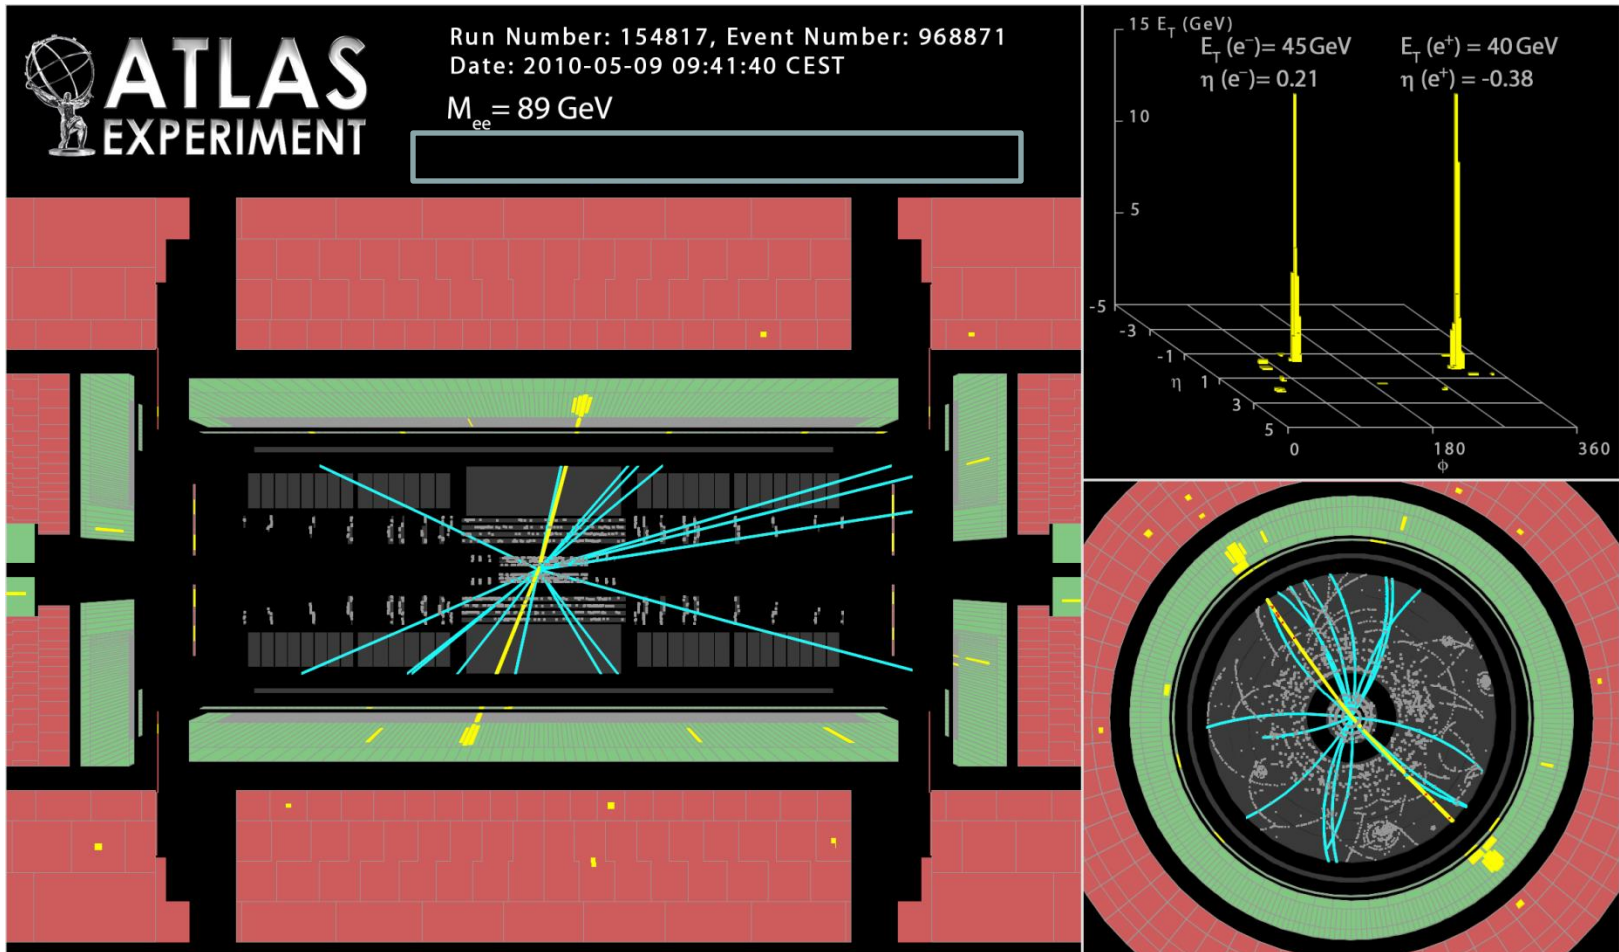 ATLAS
EXPERIMENT
Run Number: 154817, Event Number: 968871
Date: 2010-05-09 09:41:40 CEST
M_ee = 89 GeV
15 E_T (GeV)
E_T (e⁻) = 45 GeV
η (e⁻) = 0.21
E_T (e⁺) = 40 GeV
η (e⁺) = -0.38
10
5
-5
-3
-1
η 1
3
5
0 180 360
ϕ